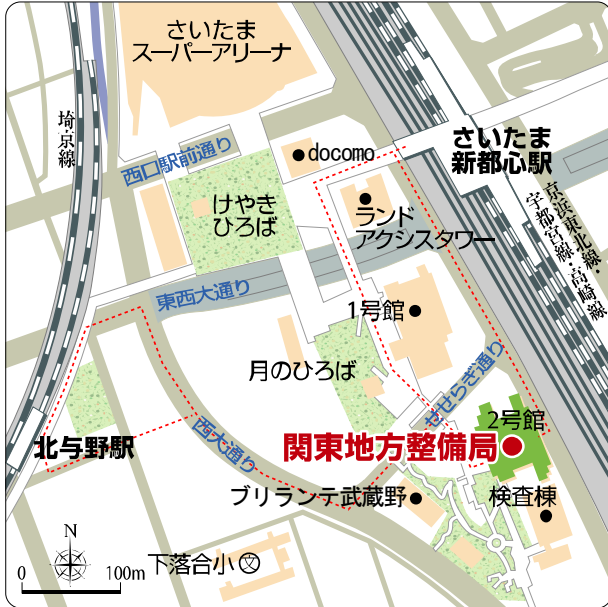 さいたま
スーパーアリーナ
埼京線
西口駅前通り
docomo
さいたま
新都心駅
けやき
ひろば
ランド
アクシスタワー
京浜東北線・
宇都宮線・高崎線
東西大通り
1号館
月のひろば
せせらぎ通り
2号館
北与野駅
西大通り
関東地方整備局
ブリランテ武蔵野
検査棟
N
0 100m
下落合小 文